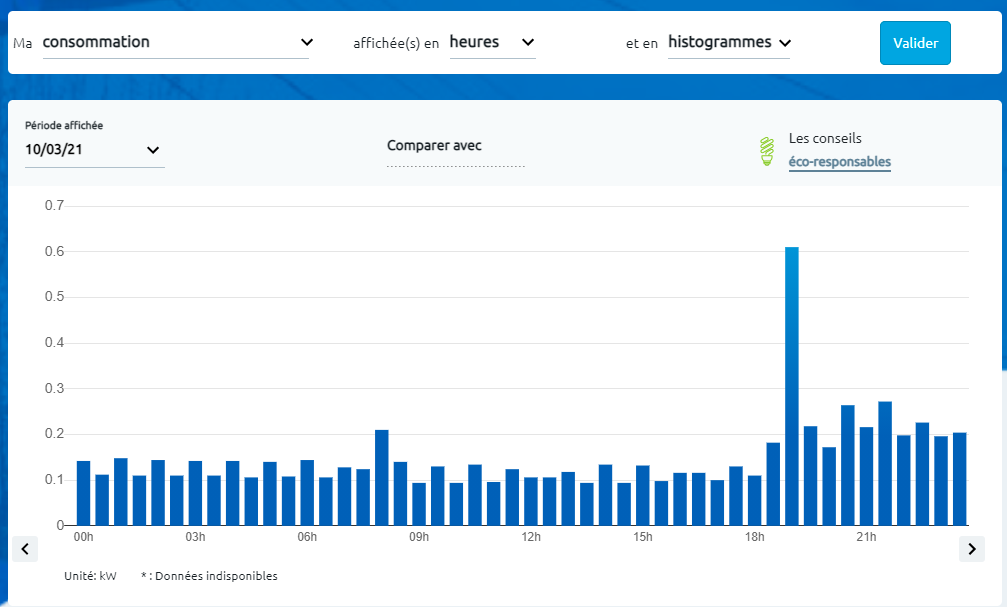 Ma consommation affichée(s) en heures et en histogrammes Valider
Période affichée
10/03/21
Comparer avec
Les conseils
éco-responsables
0.7
0.6
0.5
0.4
0.3
0.2
0.1
0
00h 03h 06h 09h 12h 15h 18h 21h
Unité: kW * : Données indisponibles